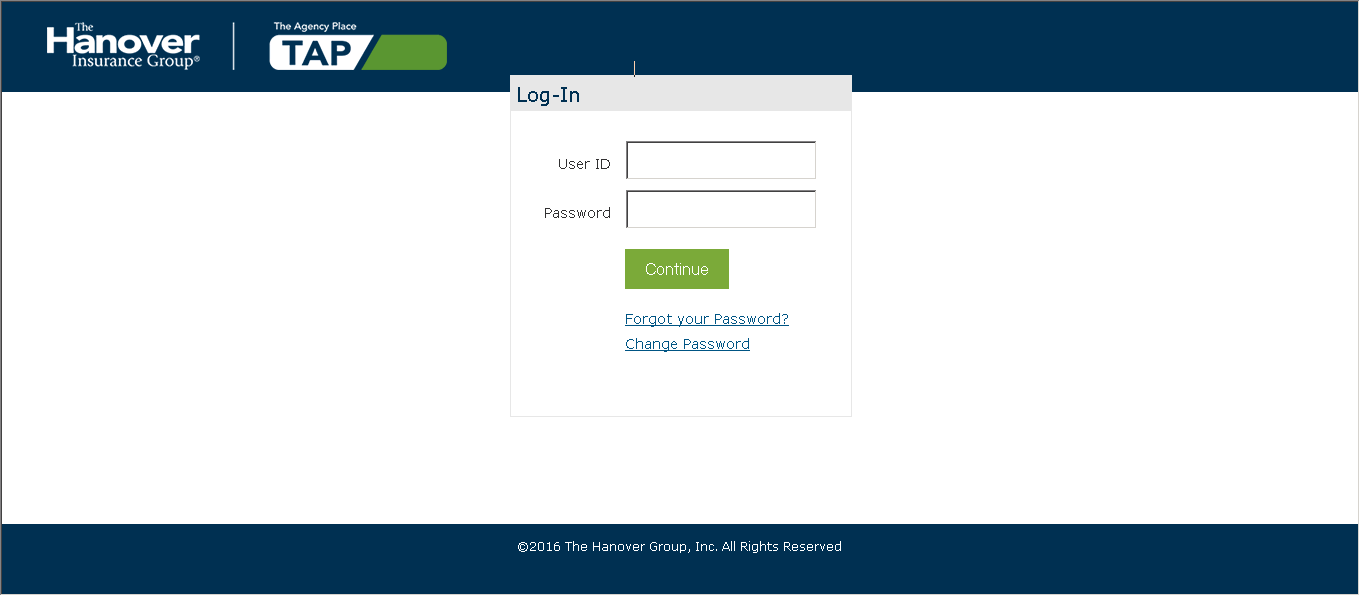 The
Hanover
Insurance Group®
The Agency Place
TAP
Log-In
User ID
Password
Continue
Forgot your Password?
Change Password
©2016 The Hanover Group, Inc. All Rights Reserved